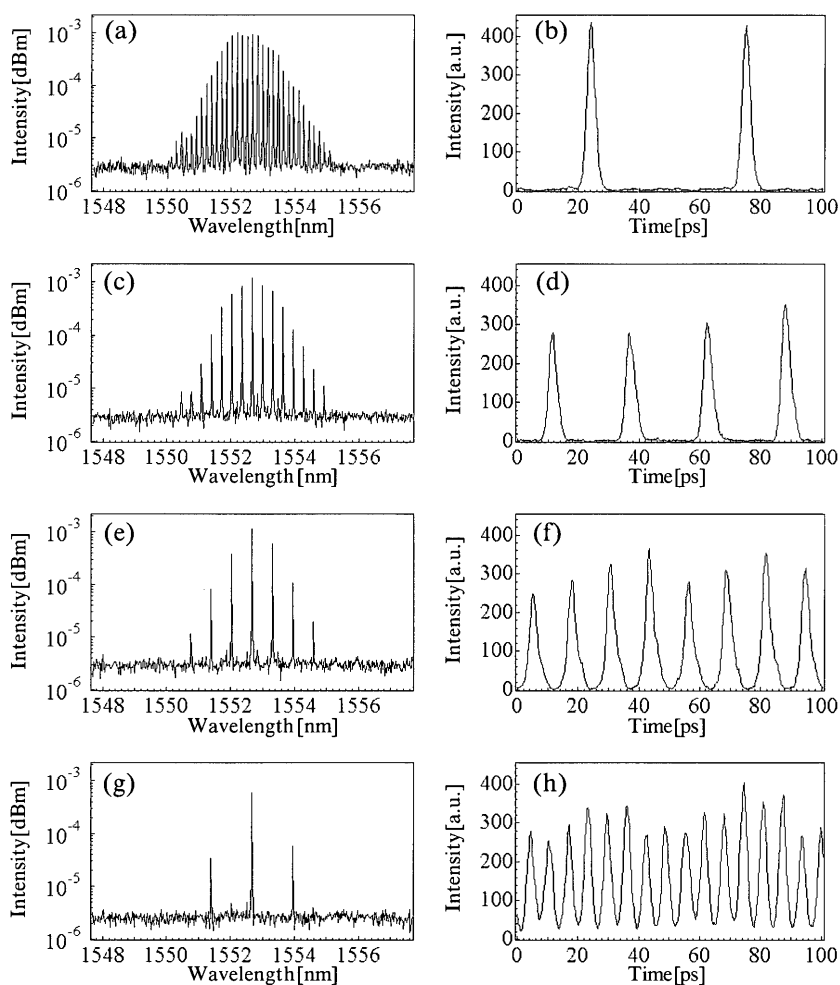 (a)
Intensity[dBm]
10-3
10-4
10-5
10-6
1548 1550 1552 1554 1556
Wavelength[nm]
(b)
Intensity[a.u.]
400
300
200
100
0
0 20 40 60 80 100
Time[ps]
(c)
Intensity[dBm]
10-3
10-4
10-5
10-6
1548 1550 1552 1554 1556
Wavelength[nm]
(d)
Intensity[a.u.]
400
300
200
100
0
0 20 40 60 80 100
Time[ps]
(e)
Intensity[dBm]
10-3
10-4
10-5
10-6
1548 1550 1552 1554 1556
Wavelength[nm]
(f)
Intensity[a.u.]
400
300
200
100
0
0 20 40 60 80 100
Time[ps]
(g)
Intensity[dBm]
10-3
10-4
10-5
10-6
1548 1550 1552 1554 1556
Wavelength[nm]
(h)
Intensity[a.u.]
400
300
200
100
0
0 20 40 60 80 100
Time[ps]